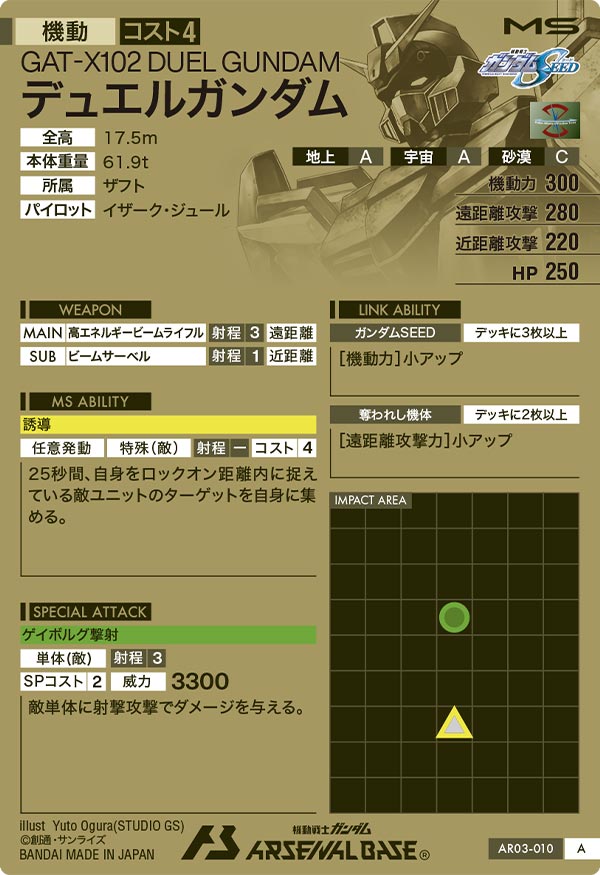 機動 コスト4 MS
GAT-X102 DUEL GUNDAM
デュエルガンダム
機動戦士
ガンダムSEED
全高 17.5m
本体重量 61.9t
所属 ザフト
パイロット イザーク・ジュール
地上 A 宇宙 A 砂漠 C
機動力 300
遠距離攻撃 280
近距離攻撃 220
HP 250
WEAPON
MAIN 高エネルギービームライフル 射程 3 遠距離
SUB ビームサーベル 射程 1 近距離
MS ABILITY
誘導
任意発動 特殊(敵) 射程 ー コスト 4
25秒間、自身をロックオン距離内に捉え
ている敵ユニットのターゲットを自身に集
める。
SPECIAL ATTACK
ゲイボルグ撃射
単体(敵) 射程 3
SPコスト 2 威力 3300
敵単体に射撃攻撃でダメージを与える。
LINK ABILITY
ガンダムSEED デッキに3枚以上
[機動力]小アップ
奪われし機体 デッキに2枚以上
[遠距離攻撃力]小アップ
IMPACT AREA
illust Yuto Ogura(STUDIO GS)
©創通・サンライズ
BANDAI MADE IN JAPAN
機動戦士ガンダム
AB ARSENAL BASE®
AR03-010 A